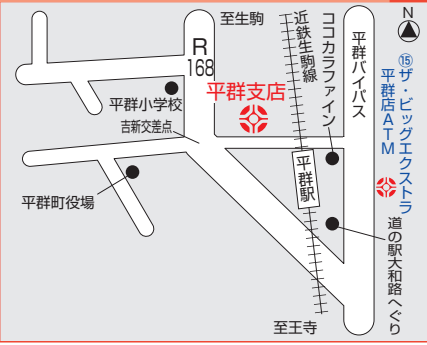 至生駒
R
168
近鉄生駒線
ココカラファイン
平群バイパス
N
⑮ザ・ビッグエクストラ
平群店ATM
平群支店
平群小学校
吉新交差点
平群駅
平群町役場
道の駅大和路へぐり
至王寺